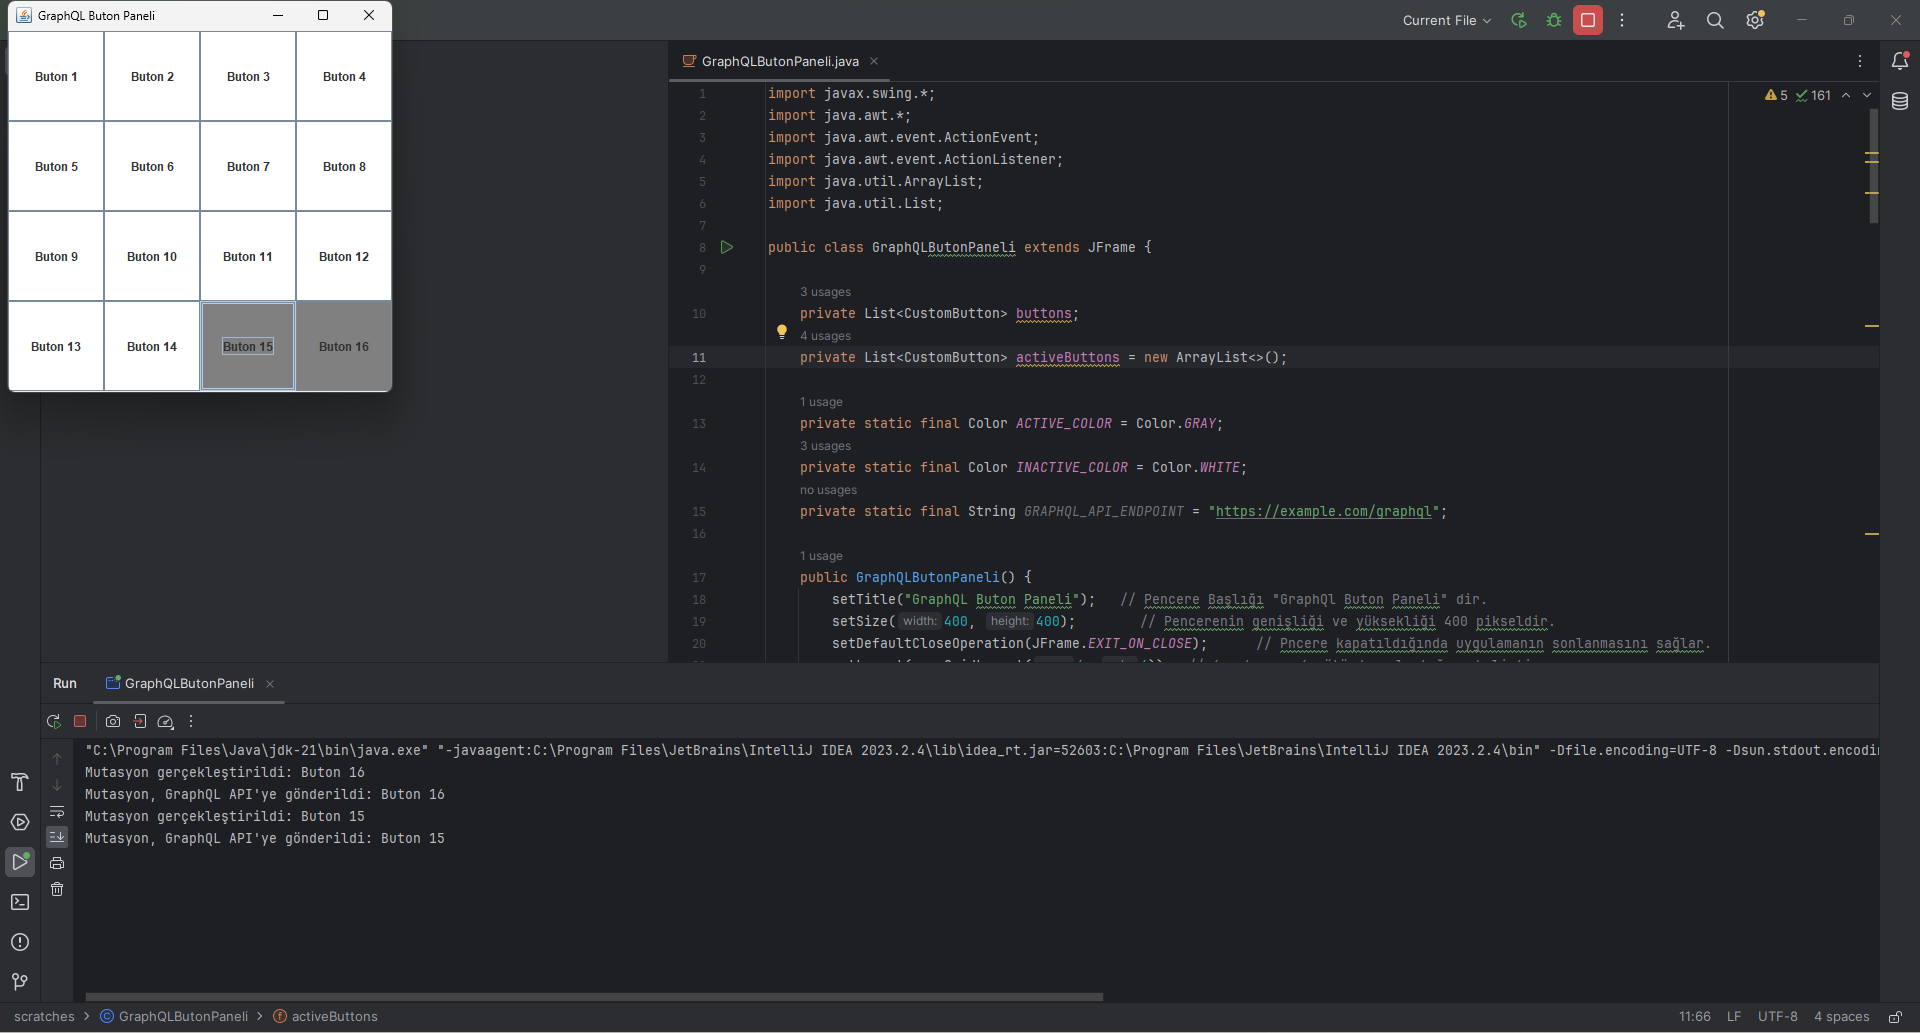 GraphQL Buton Paneli
Buton 1 Buton 2 Buton 3 Buton 4
Buton 5 Buton 6 Buton 7 Buton 8
Buton 9 Buton 10 Buton 11 Buton 12
Buton 13 Buton 14 Buton 15 Buton 16
Current File
GraphQLButonPaneli.java
5 161
1 import javax.swing.*;
2 import java.awt.*;
3 import java.awt.event.ActionEvent;
4 import java.awt.event.ActionListener;
5 import java.util.ArrayList;
6 import java.util.List;
7
8 public class GraphQLButonPaneli extends JFrame {
9
3 usages
10 private List<CustomButton> buttons;
4 usages
11 private List<CustomButton> activeButtons = new ArrayList<>();
12
1 usage
13 private static final Color ACTIVE_COLOR = Color.GRAY;
3 usages
14 private static final Color INACTIVE_COLOR = Color.WHITE;
no usages
15 private static final String GRAPHQL_API_ENDPOINT = "https://example.com/graphql";
16
1 usage
17 public GraphQLButonPaneli() {
18 setTitle("GraphQL Buton Paneli"); // Pencere Başlığı "GraphQl Buton Paneli" dir.
19 setSize( width: 400, height: 400); // Pencerenin genişliği ve yüksekliği 400 pikseldir.
20 setDefaultCloseOperation(JFrame.EXIT_ON_CLOSE); // Pncere kapatıldığında uygulamanın sonlanmasını sağlar.
Run GraphQLButonPaneli
"C:\Program Files\Java\jdk-21\bin\java.exe" "-javaagent:C:\Program Files\JetBrains\IntelliJ IDEA 2023.2.4\lib\idea_rt.jar=52603:C:\Program Files\JetBrains\IntelliJ IDEA 2023.2.4\bin" -Dfile.encoding=UTF-8 -Dsun.stdout.encodi
Mutasyon gerçekleştirildi: Buton 16
Mutasyon, GraphQL API'ye gönderildi: Buton 16
Mutasyon gerçekleştirildi: Buton 15
Mutasyon, GraphQL API'ye gönderildi: Buton 15
scratches > GraphQLButonPaneli > activeButtons
11:66 LF UTF-8 4 spaces